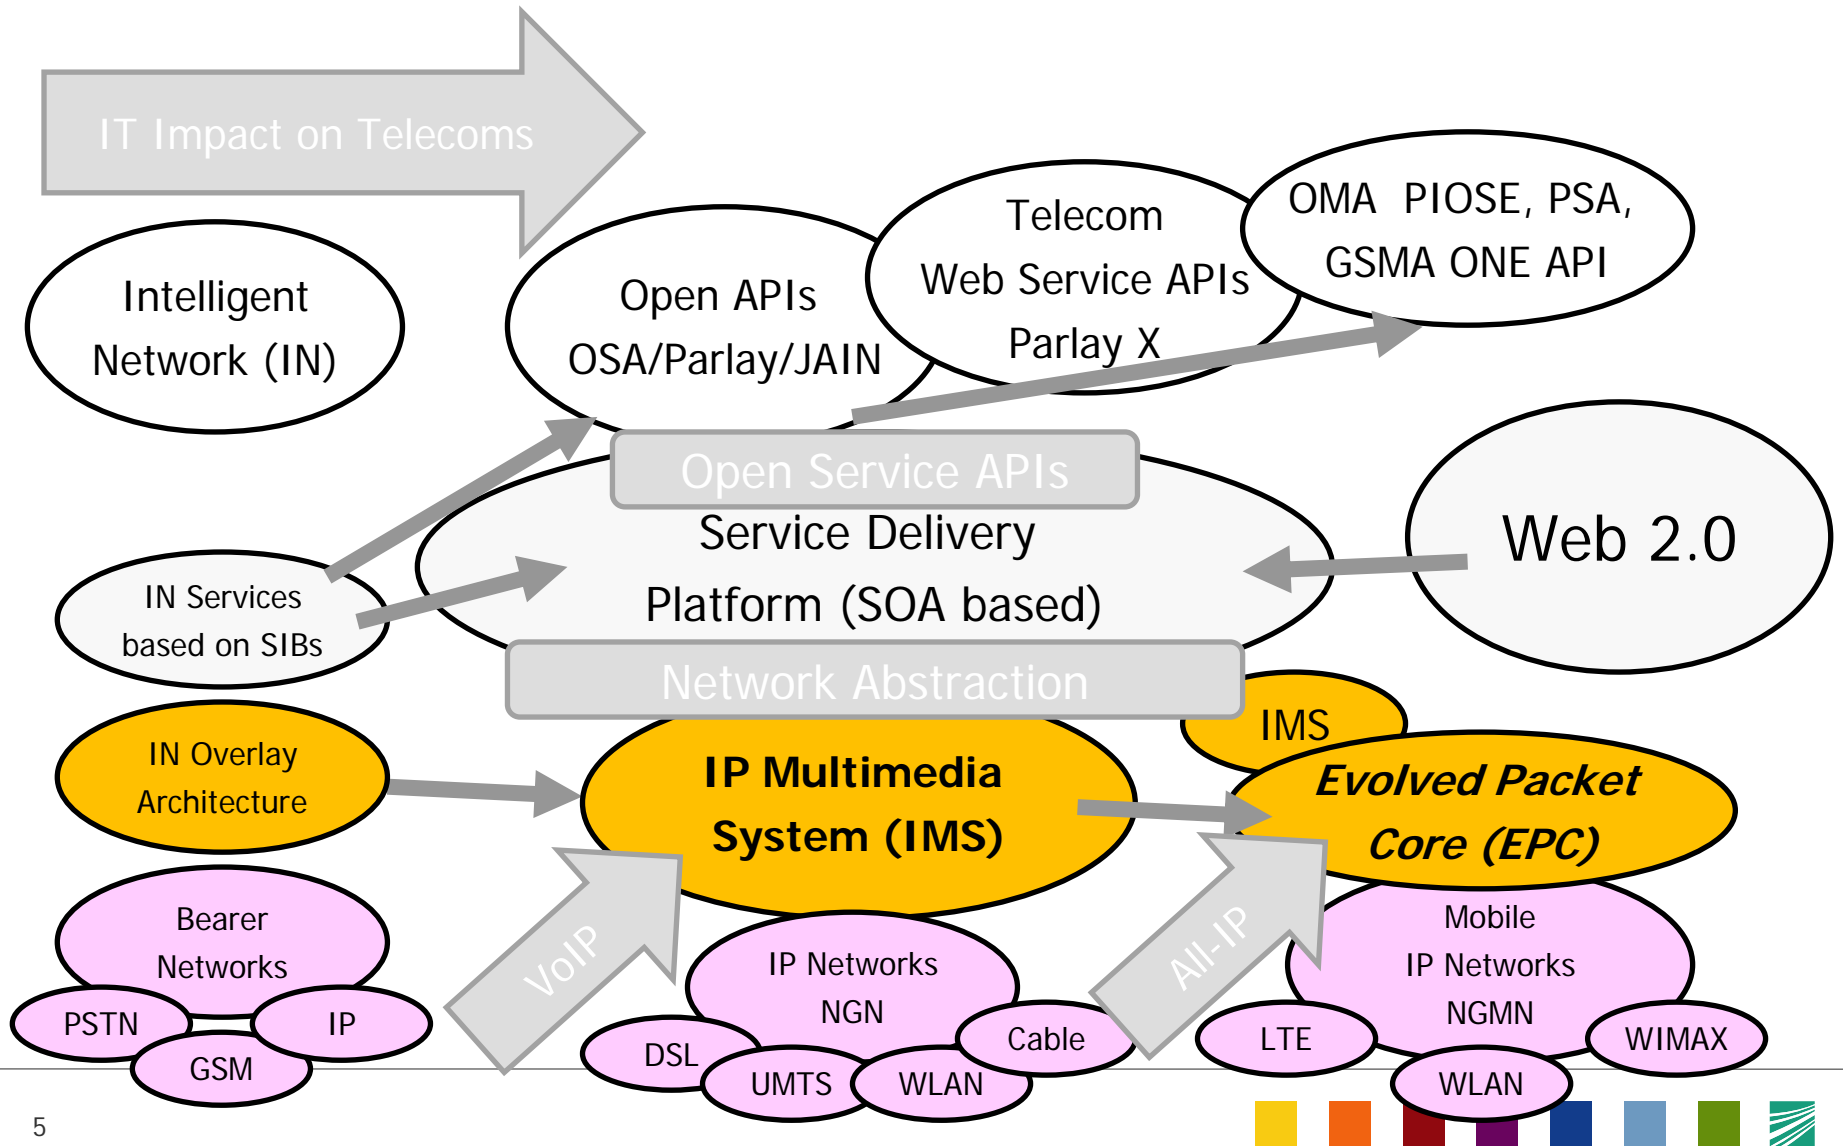 IT Impact on Telecoms
Intelligent
Network (IN)
Open APIs
OSA/Parlay/JAIN
Telecom
Web Service APIs
Parlay X
OMA PIOSE, PSA,
GSMA ONE API
Open Service APIs
Service Delivery
Platform (SOA based)
Network Abstraction
Web 2.0
IN Services
based on SIBs
IN Overlay
Architecture
IP Multimedia
System (IMS)
IMS
Evolved Packet
Core (EPC)
Bearer
Networks
PSTN
GSM
IP
VoIP
IP Networks
NGN
DSL
UMTS
WLAN
Cable
All-IP
Mobile
IP Networks
NGMN
LTE
WLAN
WIMAX
5